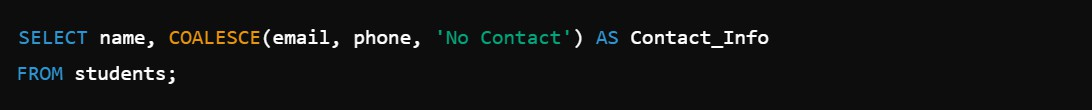 SELECT name, COALESCE(email, phone, 'No Contact') AS Contact_Info
FROM students;